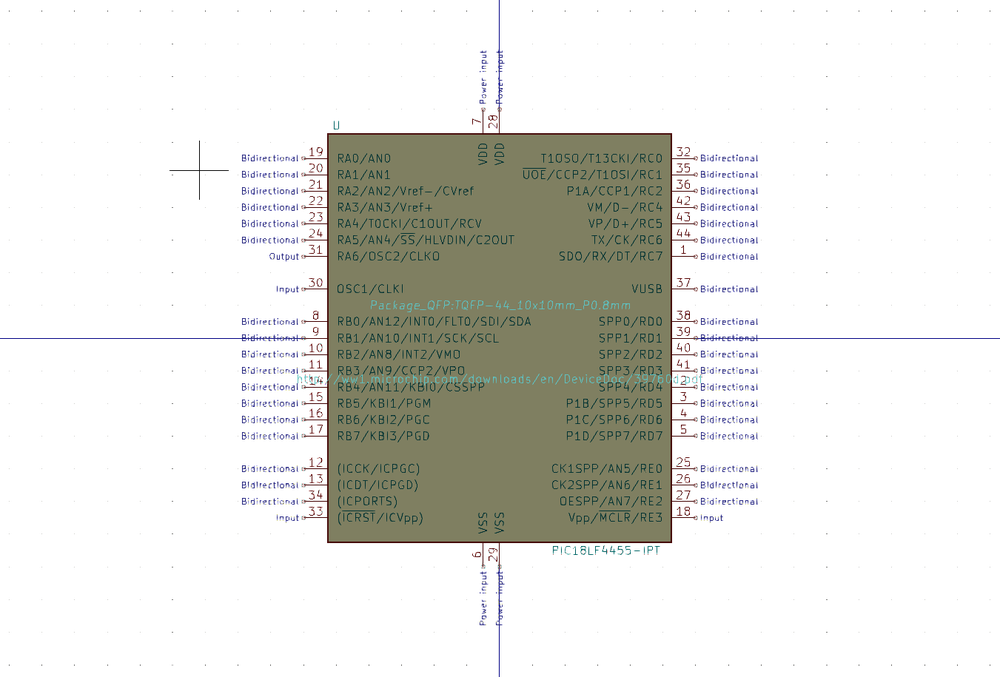 Power input Power input
7 28
U
VDD VDD
Bidirectional 19 RA0/AN0 T1OSO/T13CKI/RC0 32 Bidirectional
Bidirectional 20 RA1/AN1 UOE/CCP2/T1OSI/RC1 35 Bidirectional
Bidirectional 21 RA2/AN2/Vref-/CVref P1A/CCP1/RC2 36 Bidirectional
Bidirectional 22 RA3/AN3/Vref+ VM/D-/RC4 42 Bidirectional
Bidirectional 23 RA4/T0CKI/C1OUT/RCV VP/D+/RC5 43 Bidirectional
Bidirectional 24 RA5/AN4/SS/HLVDIN/C2OUT TX/CK/RC6 44 Bidirectional
Output 31 RA6/OSC2/CLKO SDO/RX/DT/RC7 1 Bidirectional
Input 30 OSC1/CLKI VUSB 37 Bidirectional
Package_QFP:TQFP-44_10x10mm_P0.8mm
Bidirectional 8 RB0/AN12/INT0/FLT0/SDI/SDA SPP0/RD0 38 Bidirectional
Bidirectional 9 RB1/AN10/INT1/SCK/SCL SPP1/RD1 39 Bidirectional
Bidirectional 10 RB2/AN8/INT2/VMO SPP2/RD2 40 Bidirectional
Bidirectional 11 RB3/AN9/CCP2/VPO SPP3/RD3 41 Bidirectional
http://ww1.microchip.com/downloads/en/DeviceDoc/39760d.pdf
Bidirectional 14 RB4/AN11/KBI0/CSSPP SPP4/RD4 2 Bidirectional
Bidirectional 15 RB5/KBI1/PGM P1B/SPP5/RD5 3 Bidirectional
Bidirectional 16 RB6/KBI2/PGC P1C/SPP6/RD6 4 Bidirectional
Bidirectional 17 RB7/KBI3/PGD P1D/SPP7/RD7 5 Bidirectional
Bidirectional 12 (ICCK/ICPGC) CK1SPP/AN5/RE0 25 Bidirectional
Bidirectional 13 (ICDT/ICPGD) CK2SPP/AN6/RE1 26 Bidirectional
Bidirectional 34 (ICPORTS) OESPP/AN7/RE2 27 Bidirectional
Input 33 (ICRST/ICVpp) Vpp/MCLR/RE3 18 Input
VSS VSS
6 29
PIC18LF4455-IPT
Power input Power input